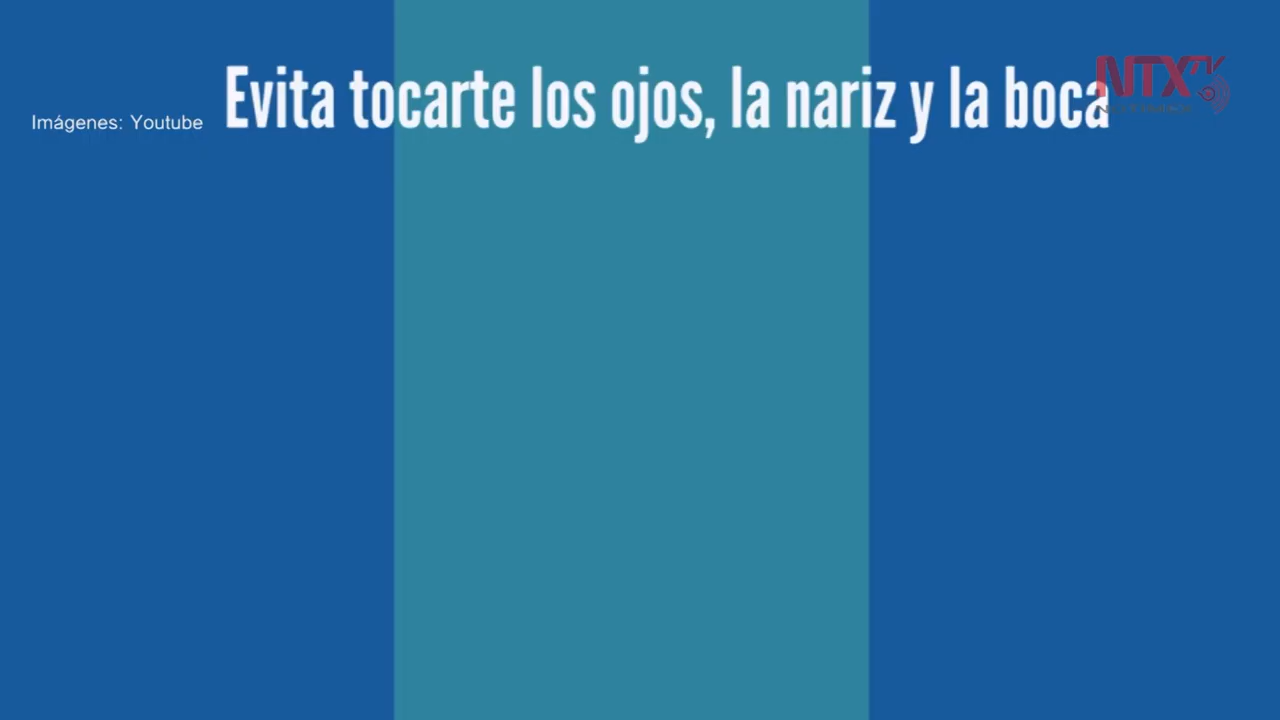 Evita tocarte los ojos, la nariz y la boca
Imágenes: Youtube
NTX